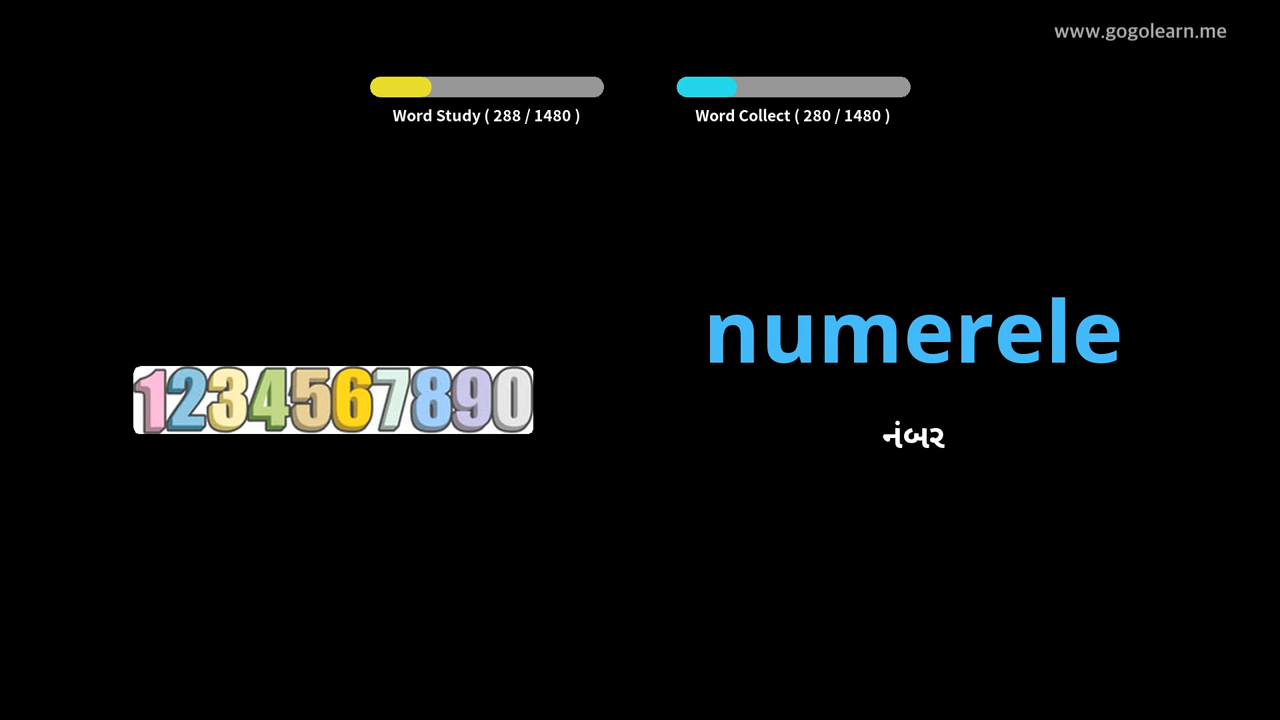 www.gogolearn.me
Word Study ( 288 / 1480 )
Word Collect ( 280 / 1480 )
numerele
1234567890
નંબર